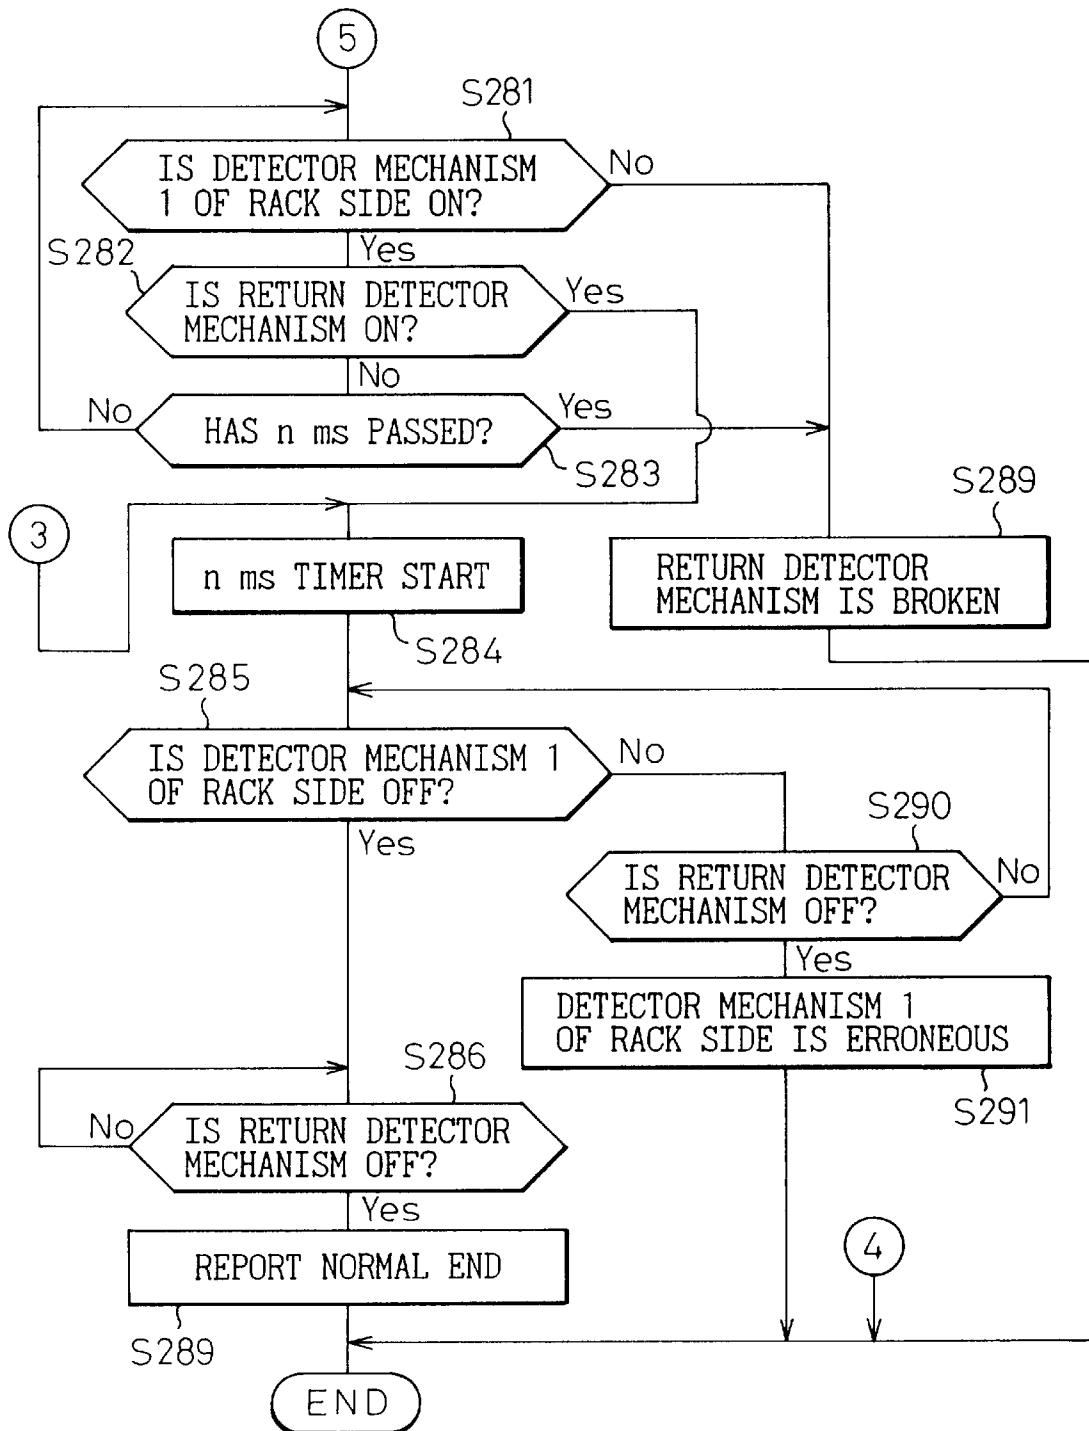 5
S281
IS DETECTOR MECHANISM
1 OF RACK SIDE ON?
No
Yes
S282
IS RETURN DETECTOR
MECHANISM ON?
Yes
No
No
HAS n ms PASSED?
Yes
S283
3
n ms TIMER START
S284
S289
RETURN DETECTOR
MECHANISM IS BROKEN
S285
IS DETECTOR MECHANISM 1
OF RACK SIDE OFF?
No
Yes
S290
IS RETURN DETECTOR
MECHANISM OFF?
No
Yes
DETECTOR MECHANISM 1
OF RACK SIDE IS ERRONEOUS
S291
S286
No
IS RETURN DETECTOR
MECHANISM OFF?
Yes
REPORT NORMAL END
S289
4
END